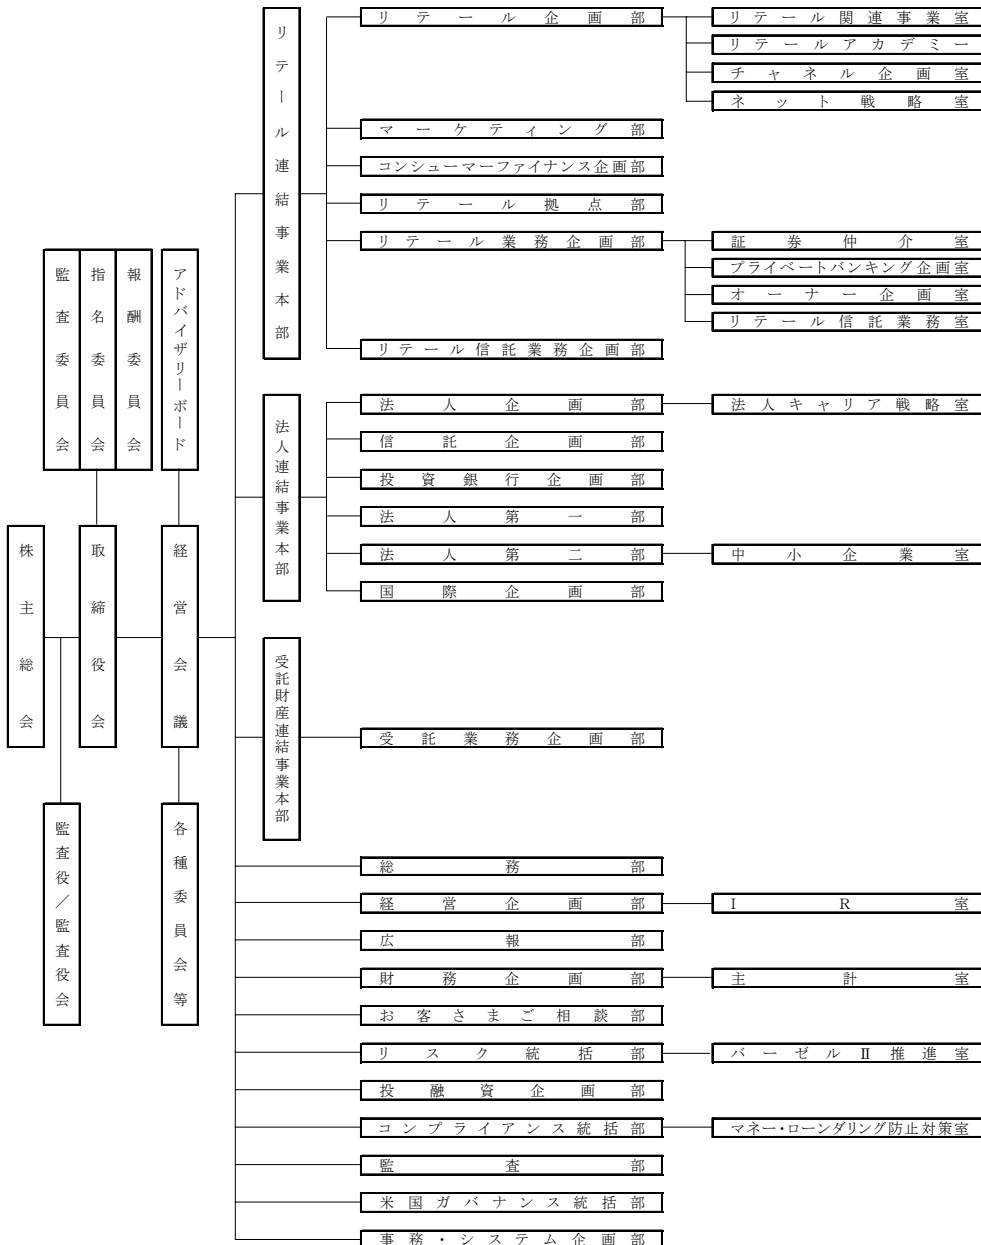 監査委員会
指名委員会
報酬委員会
アドバイザリーボード
株主総会
取締役会
経営会議
監査役／監査役会
各種委員会等
リテール連結事業本部
リテール企画部
リテール関連事業室
リテールアカデミー
チャネル企画室
ネット戦略室
マーケティング部
コンシューマーファイナンス企画部
リテール拠点部
リテール業務企画部
証券仲介室
プライベートバンキング企画室
オーナー企画室
リテール信託業務室
リテール信託業務企画部
法人連結事業本部
法人企画部
法人キャリア戦略室
信託企画部
投資銀行企画部
法人第一部
法人第二部
中小企業室
国際企画部
受託財産連結事業本部
受託業務企画部
総務部
経営企画部
IR室
広報部
財務企画部
主計室
お客さまご相談部
リスク統括部
バーゼルⅡ推進室
投融資企画部
コンプライアンス統括部
マネー・ローンダリング防止対策室
監査部
米国ガバナンス統括部
事務・システム企画部